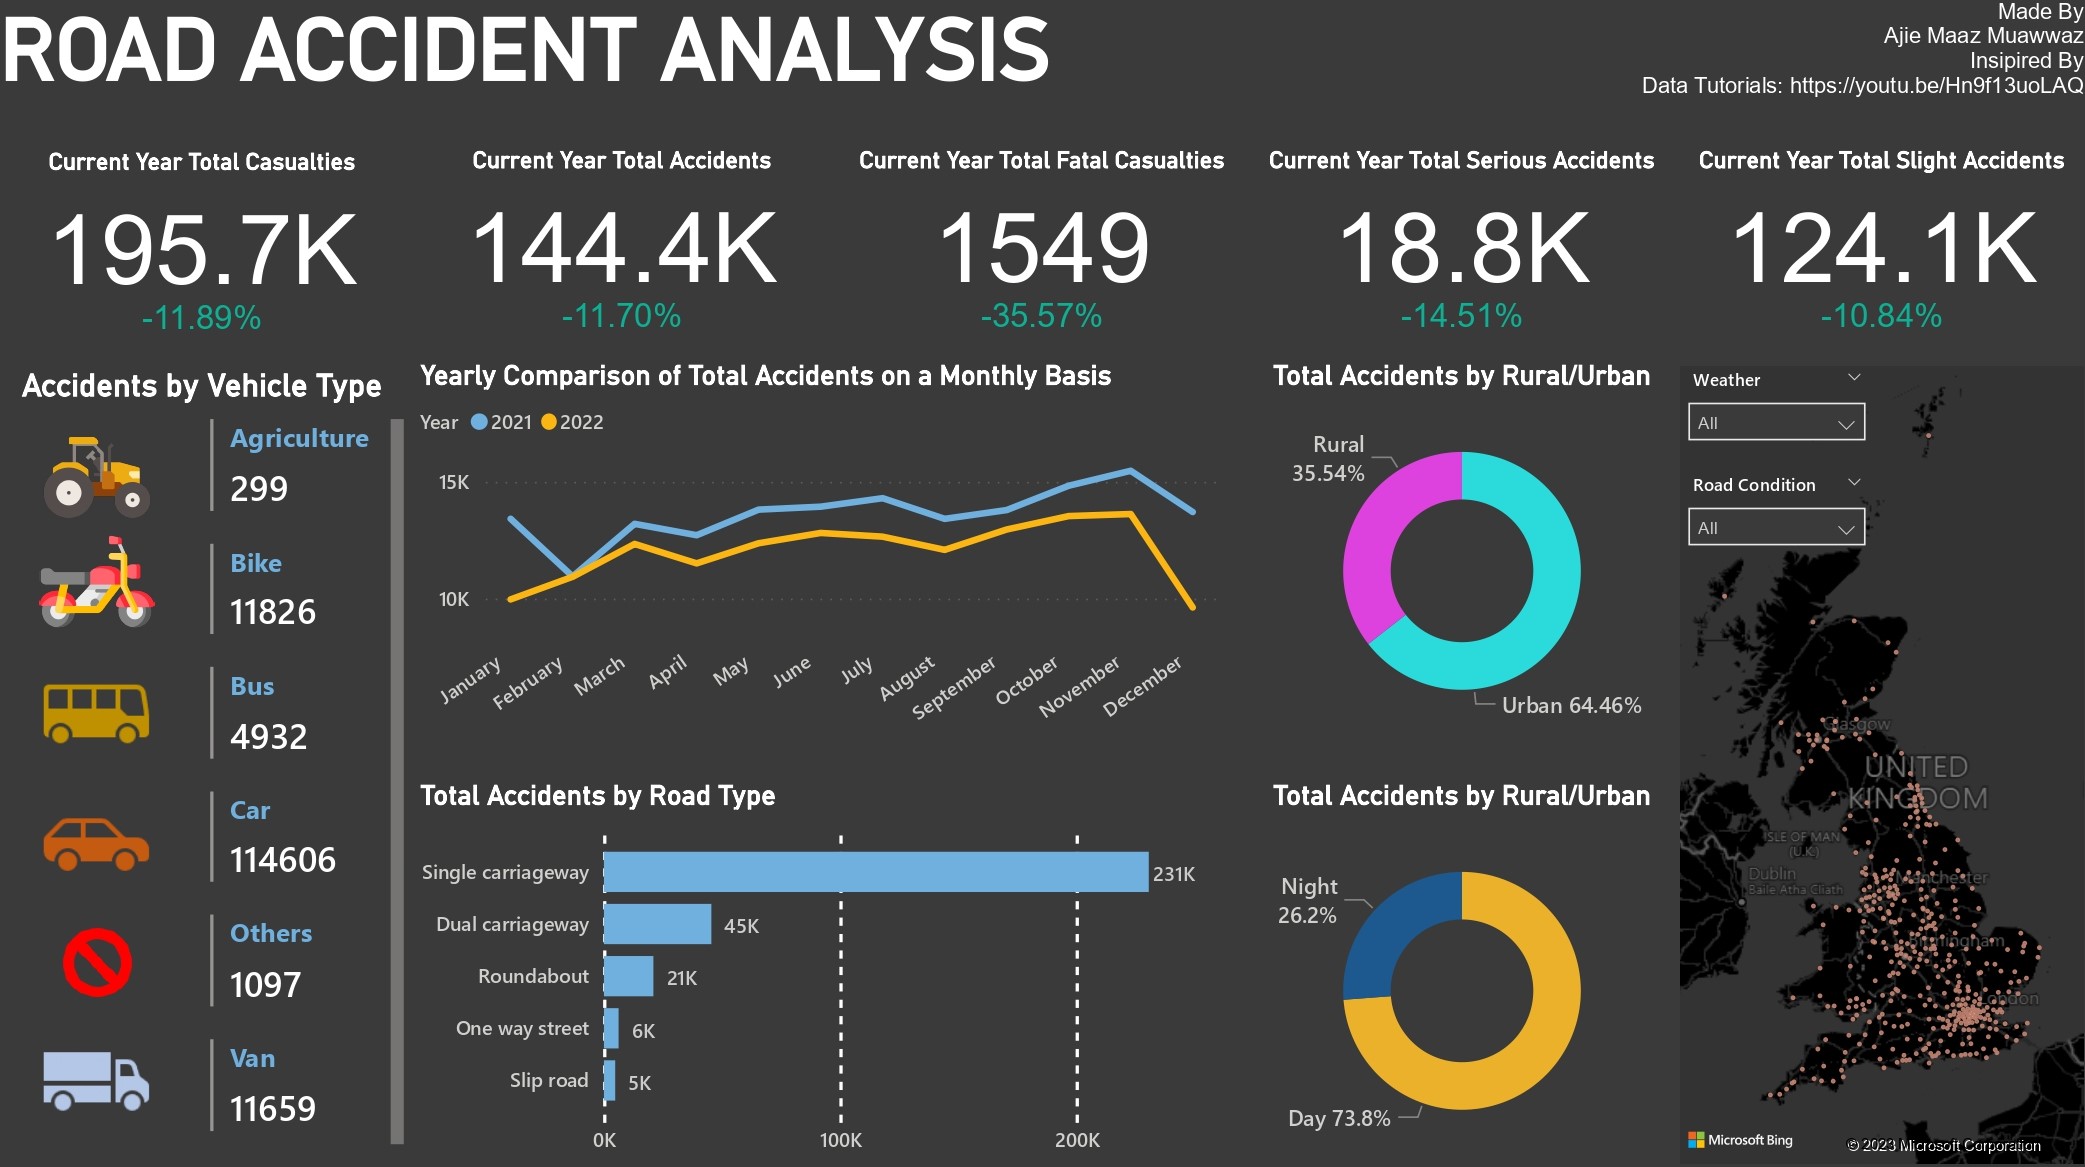 ROAD ACCIDENT ANALYSIS
Made By
Ajie Maaz Muawwaz
Insipired By
Data Tutorials: https://youtu.be/Hn9f13uoLAQ
Current Year Total Casualties
195.7K
-11.89%
Current Year Total Accidents
144.4K
-11.70%
Current Year Total Fatal Casualties
1549
-35.57%
Current Year Total Serious Accidents
18.8K
-14.51%
Current Year Total Slight Accidents
124.1K
-10.84%
Accidents by Vehicle Type
Agriculture
299
Bike
11826
Bus
4932
Car
114606
Others
1097
Van
11659
Yearly Comparison of Total Accidents on a Monthly Basis
Year 2021 2022
15K
10K
January
February
March
April
May
June
July
August
September
October
November
December
Total Accidents by Road Type
Single carriageway 231K
Dual carriageway 45K
Roundabout 21K
One way street 6K
Slip road 5K
0K 100K 200K
Total Accidents by Rural/Urban
Rural
35.54%
Urban 64.46%
Total Accidents by Rural/Urban
Night
26.2%
Day 73.8%
Weather
All
Road Condition
All
Glasgow
UNITED
KINGDOM
ISLE OF MAN
(U.K.)
Dublin
Baile Atha Cliath
Manchester
Birmingham
London
Microsoft Bing
© 2023 Microsoft Corporation